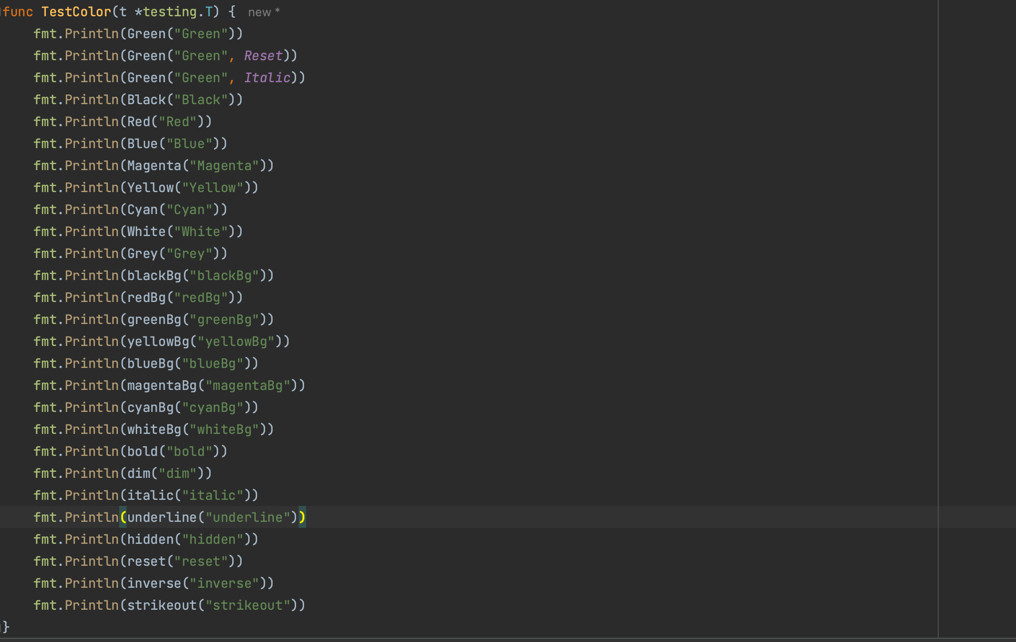 func TestColor(t *testing.T) { new *
fmt.Println(Green("Green"))
fmt.Println(Green("Green", Reset))
fmt.Println(Green("Green", Italic))
fmt.Println(Black("Black"))
fmt.Println(Red("Red"))
fmt.Println(Blue("Blue"))
fmt.Println(Magenta("Magenta"))
fmt.Println(Yellow("Yellow"))
fmt.Println(Cyan("Cyan"))
fmt.Println(White("White"))
fmt.Println(Grey("Grey"))
fmt.Println(blackBg("blackBg"))
fmt.Println(redBg("redBg"))
fmt.Println(greenBg("greenBg"))
fmt.Println(yellowBg("yellowBg"))
fmt.Println(blueBg("blueBg"))
fmt.Println(magentaBg("magentaBg"))
fmt.Println(cyanBg("cyanBg"))
fmt.Println(whiteBg("whiteBg"))
fmt.Println(bold("bold"))
fmt.Println(dim("dim"))
fmt.Println(italic("italic"))
fmt.Println(underline("underline"))
fmt.Println(hidden("hidden"))
fmt.Println(reset("reset"))
fmt.Println(inverse("inverse"))
fmt.Println(strikeout("strikeout"))
}